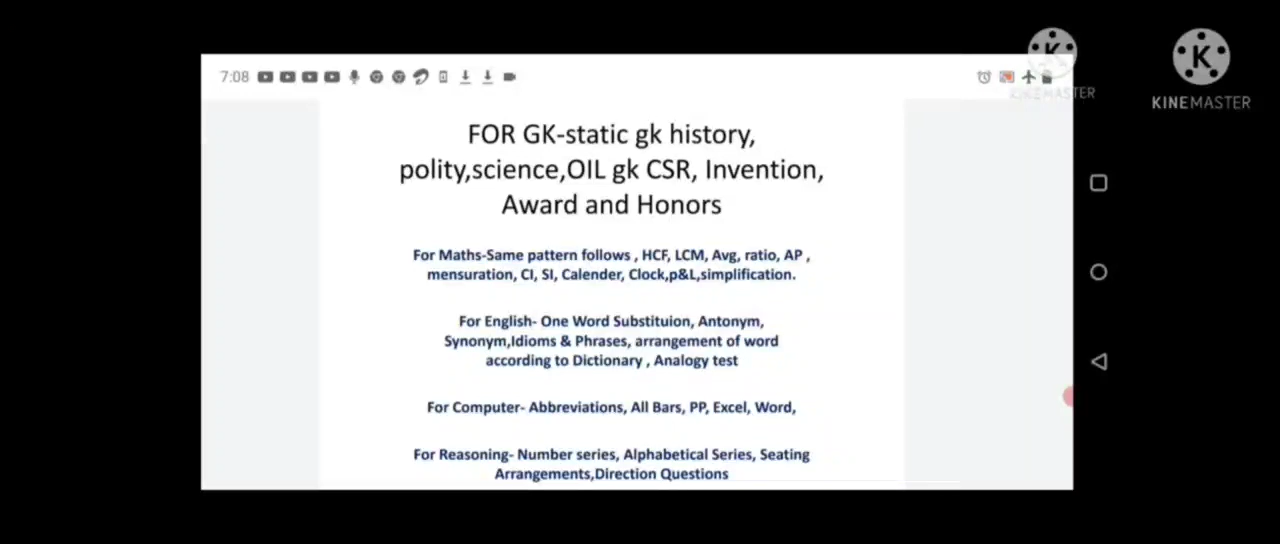 7:08
KINEMASTER
KINEMASTER
FOR GK-static gk history,
polity,science,OIL gk CSR, Invention,
Award and Honors
For Maths-Same pattern follows , HCF, LCM, Avg, ratio, AP ,
mensuration, CI, SI, Calender, Clock,p&L,simplification.
For English- One Word Substituion, Antonym,
Synonym,Idioms & Phrases, arrangement of word
according to Dictionary , Analogy test
For Computer- Abbreviations, All Bars, PP, Excel, Word,
For Reasoning- Number series, Alphabetical Series, Seating
Arrangements,Direction Questions